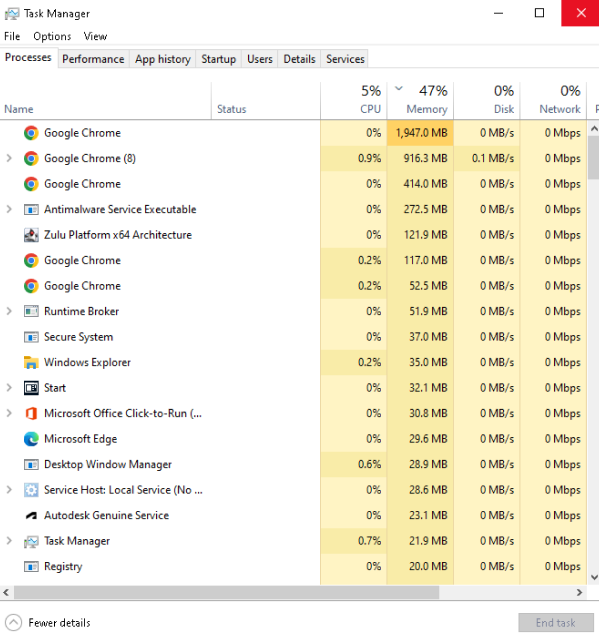 Task Manager
File Options View
Processes Performance App history Startup Users Details Services
5% 47% 0% 0%
Name Status CPU Memory Disk Network P
Google Chrome 0% 1,947.0 MB 0 MB/s 0 Mbps
Google Chrome (8) 0.9% 916.3 MB 0.1 MB/s 0 Mbps
Google Chrome 0% 414.0 MB 0 MB/s 0 Mbps
Antimalware Service Executable 0% 272.5 MB 0 MB/s 0 Mbps
Zulu Platform x64 Architecture 0% 121.9 MB 0 MB/s 0 Mbps
Google Chrome 0.2% 117.0 MB 0 MB/s 0 Mbps
Google Chrome 0.2% 52.5 MB 0 MB/s 0 Mbps
Runtime Broker 0% 51.9 MB 0 MB/s 0 Mbps
Secure System 0% 37.0 MB 0 MB/s 0 Mbps
Windows Explorer 0.2% 35.0 MB 0 MB/s 0 Mbps
Start 0% 32.1 MB 0 MB/s 0 Mbps
Microsoft Office Click-to-Run (... 0% 30.8 MB 0 MB/s 0 Mbps
Microsoft Edge 0% 29.6 MB 0 MB/s 0 Mbps
Desktop Window Manager 0.6% 28.9 MB 0 MB/s 0 Mbps
Service Host: Local Service (No ... 0% 28.6 MB 0 MB/s 0 Mbps
Autodesk Genuine Service 0% 23.1 MB 0 MB/s 0 Mbps
Task Manager 0.7% 21.9 MB 0 MB/s 0 Mbps
Registry 0% 20.0 MB 0 MB/s 0 Mbps
Fewer details End task